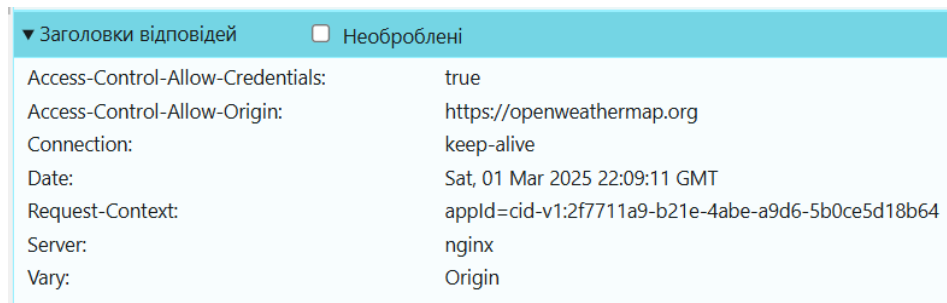 ▼ Заголовки відповідей Необроблені
Access-Control-Allow-Credentials: true
Access-Control-Allow-Origin: https://openweathermap.org
Connection: keep-alive
Date: Sat, 01 Mar 2025 22:09:11 GMT
Request-Context: appId=cid-v1:2f7711a9-b21e-4abe-a9d6-5b0ce5d18b64
Server: nginx
Vary: Origin